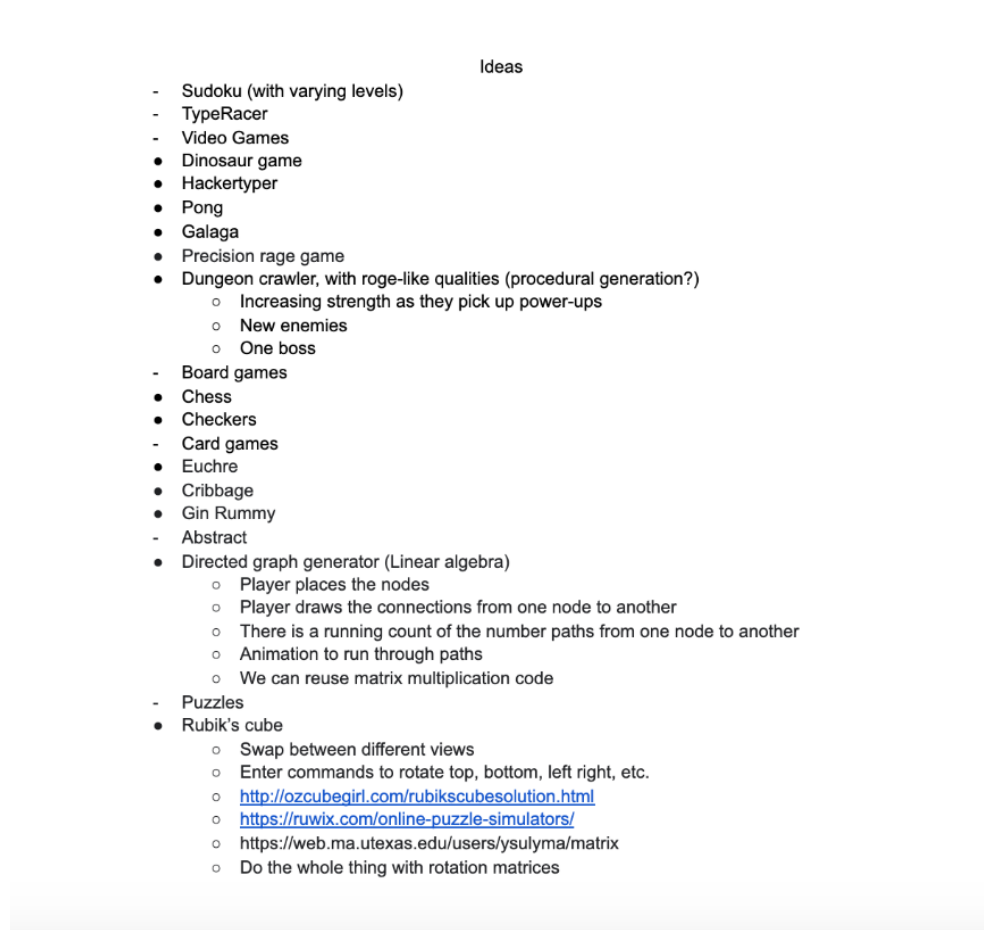 Ideas
- Sudoku (with varying levels)
- TypeRacer
- Video Games
● Dinosaur game
● Hackertyper
● Pong
● Galaga
● Precision rage game
● Dungeon crawler, with roge-like qualities (procedural generation?)
○ Increasing strength as they pick up power-ups
○ New enemies
○ One boss
- Board games
● Chess
● Checkers
- Card games
● Euchre
● Cribbage
● Gin Rummy
- Abstract
● Directed graph generator (Linear algebra)
○ Player places the nodes
○ Player draws the connections from one node to another
○ There is a running count of the number paths from one node to another
○ Animation to run through paths
○ We can reuse matrix multiplication code
- Puzzles
● Rubik's cube
○ Swap between different views
○ Enter commands to rotate top, bottom, left right, etc.
○ http://ozcubegirl.com/rubikscubesolution.html
○ https://ruwix.com/online-puzzle-simulators/
○ https://web.ma.utexas.edu/users/ysulyma/matrix
○ Do the whole thing with rotation matrices